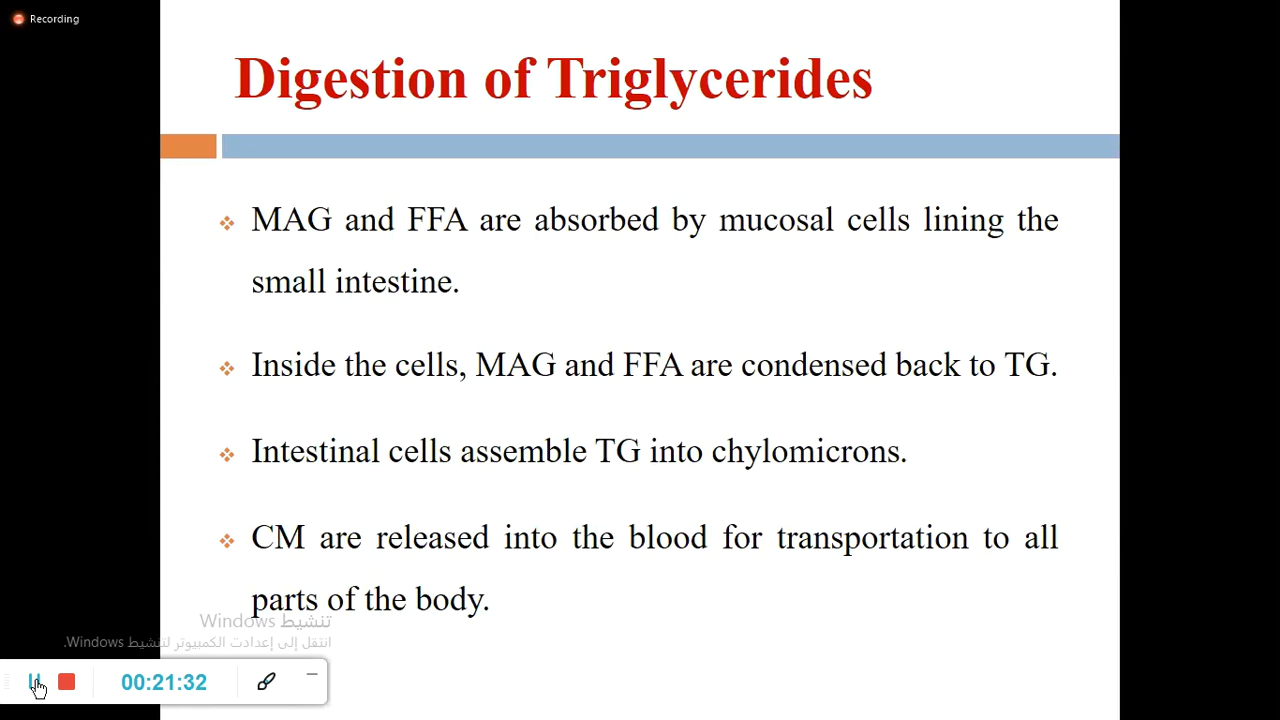 Recording
Digestion of Triglycerides
MAG and FFA are absorbed by mucosal cells lining the
small intestine.
Inside the cells, MAG and FFA are condensed back to TG.
Intestinal cells assemble TG into chylomicrons.
CM are released into the blood for transportation to all
parts of the body.
تنشيط Windows
انتقل إلى إعدادت الكمبيوتر لتنشيط Windows.
00:21:32